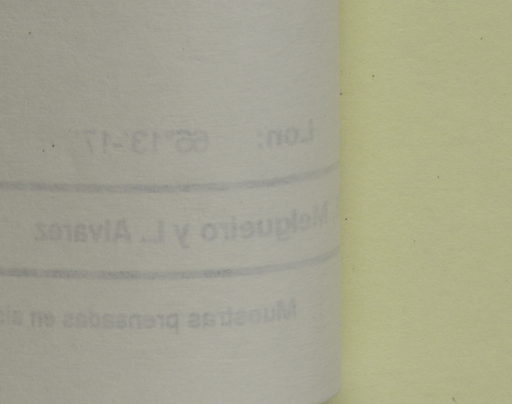 Lon: 65°13'-17"
Melgueiro y L. Alvarez
Muestras prensadas en